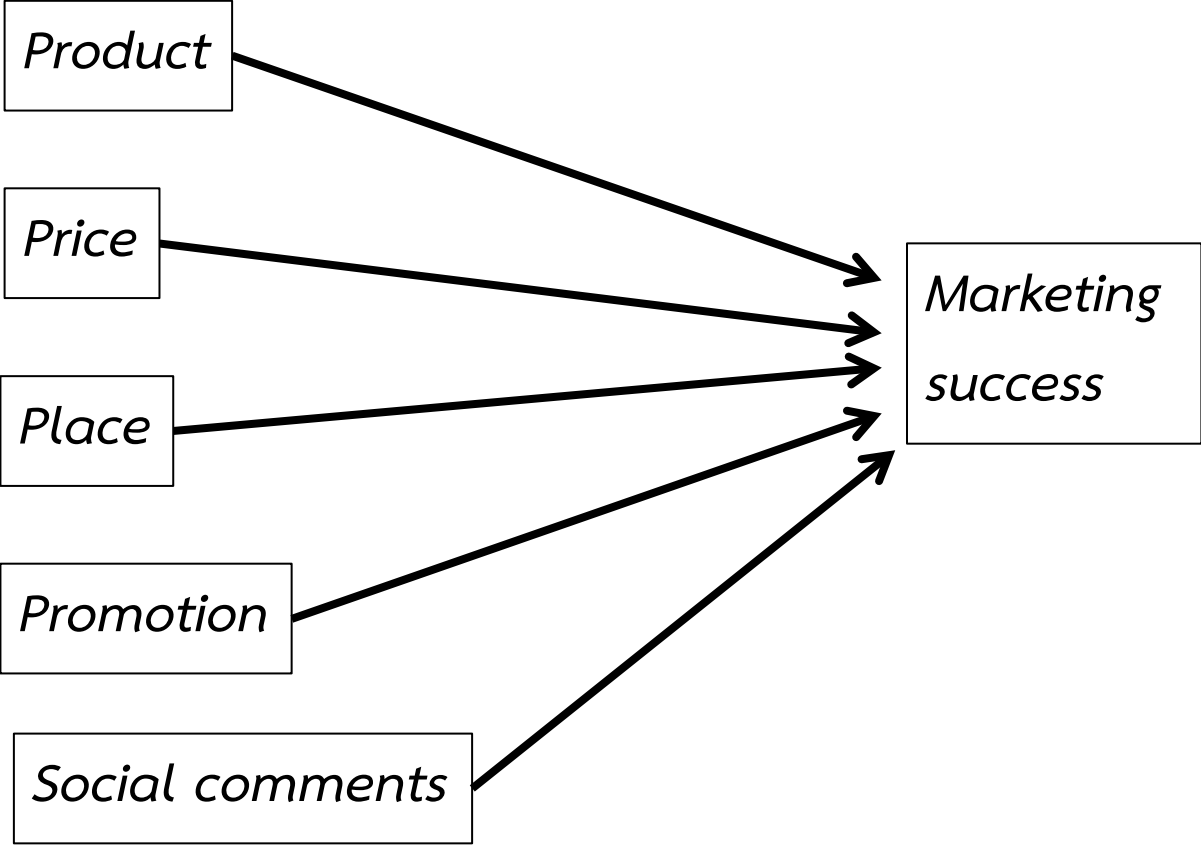 Product
Price
Marketing
success
Place
Promotion
Social comments